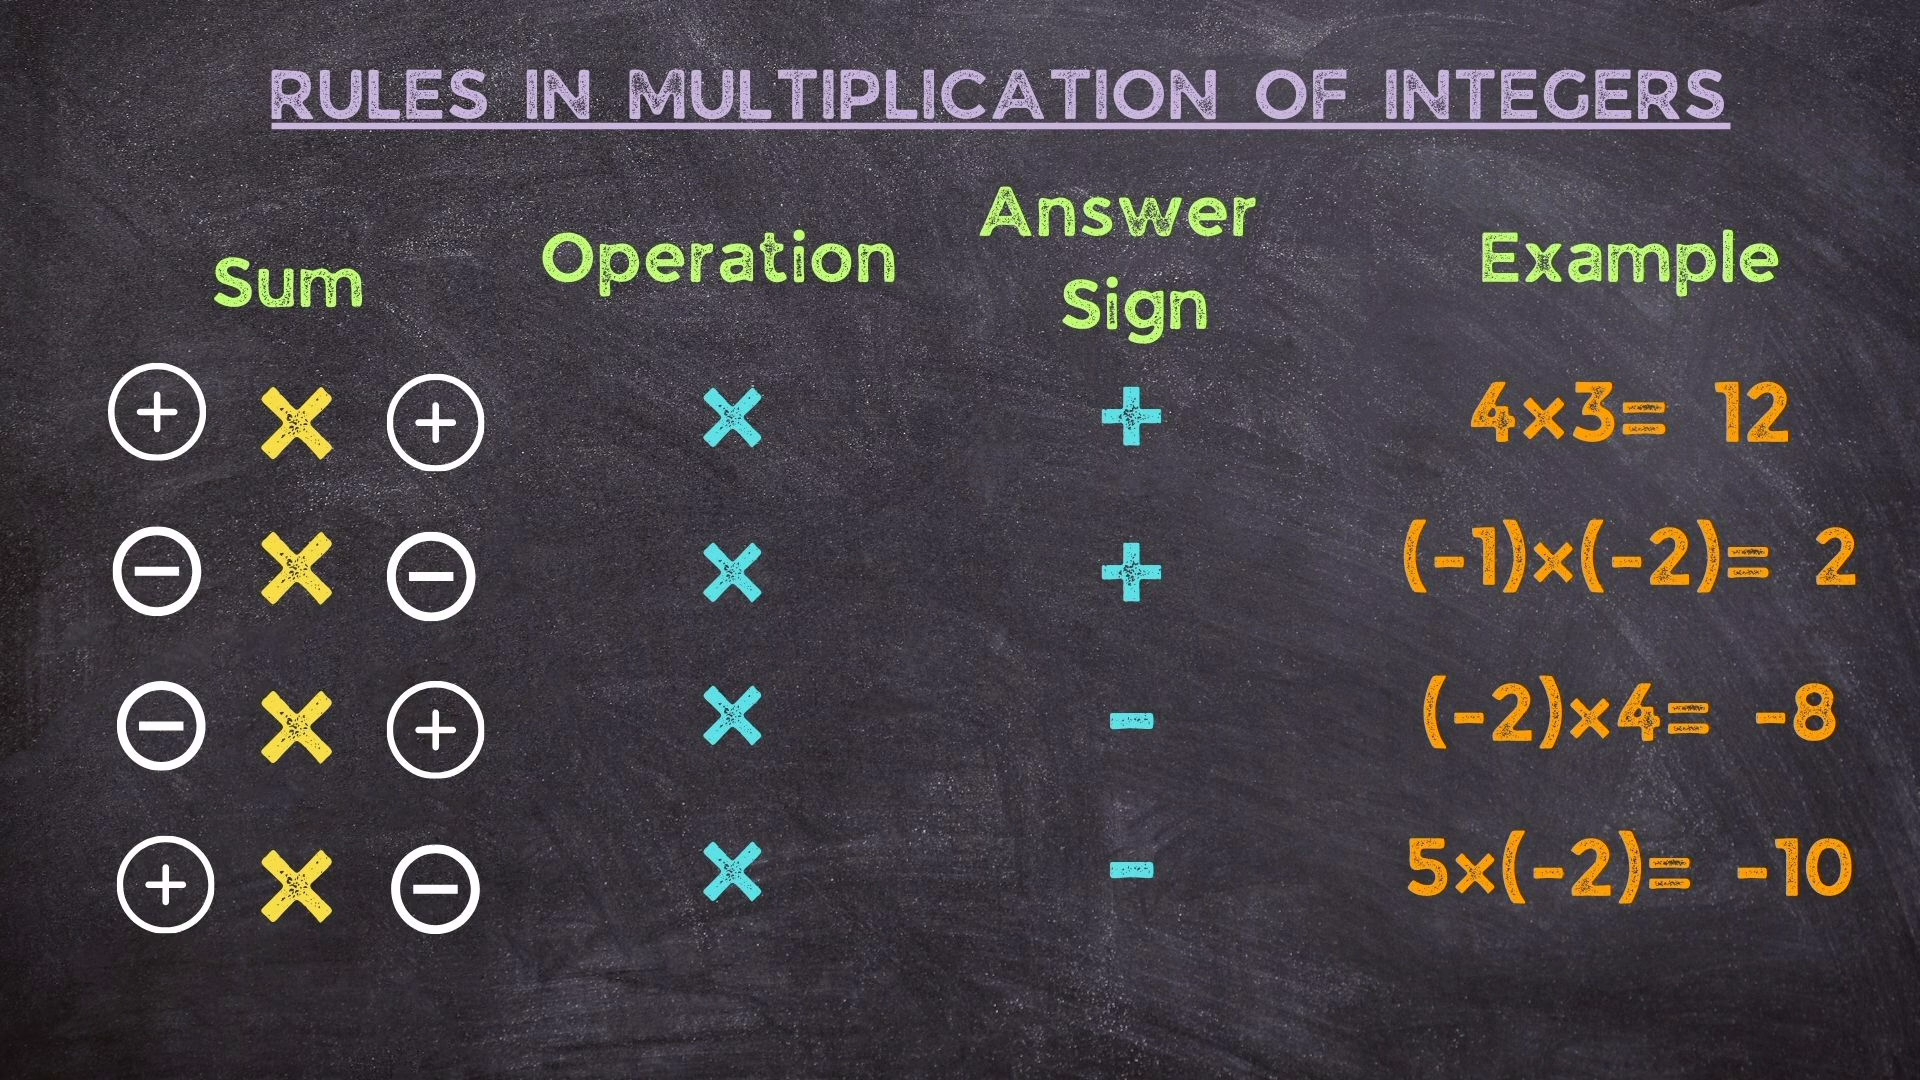 RULES IN MULTIPLICATION OF INTEGERS
Sum Operation Answer Sign Example
+ × + × + 4×3= 12
- × - × + (-1)×(-2)= 2
- × + × - (-2)×4= -8
+ × - × - 5×(-2)= -10